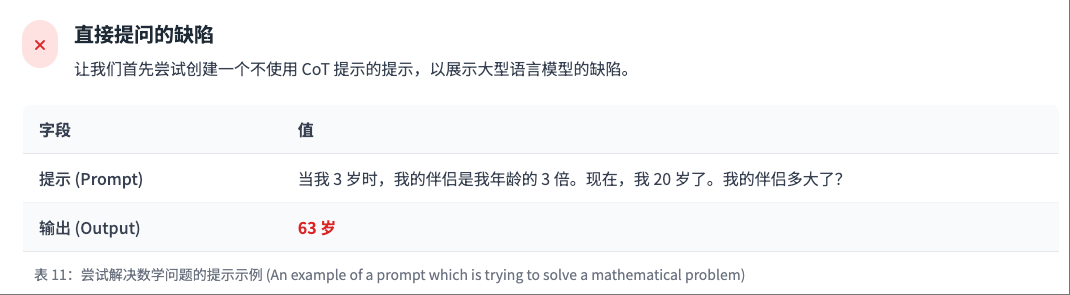 直接提问的缺陷
让我们首先尝试创建一个不使用 CoT 提示的提示，以展示大型语言模型的缺陷。
字段 值
提示 (Prompt) 当我 3 岁时，我的伴侣是我年龄的 3 倍。现在，我 20 岁了。我的伴侣多大了？
输出 (Output) 63 岁
表 11：尝试解决数学问题的提示示例 (An example of a prompt which is trying to solve a mathematical problem)